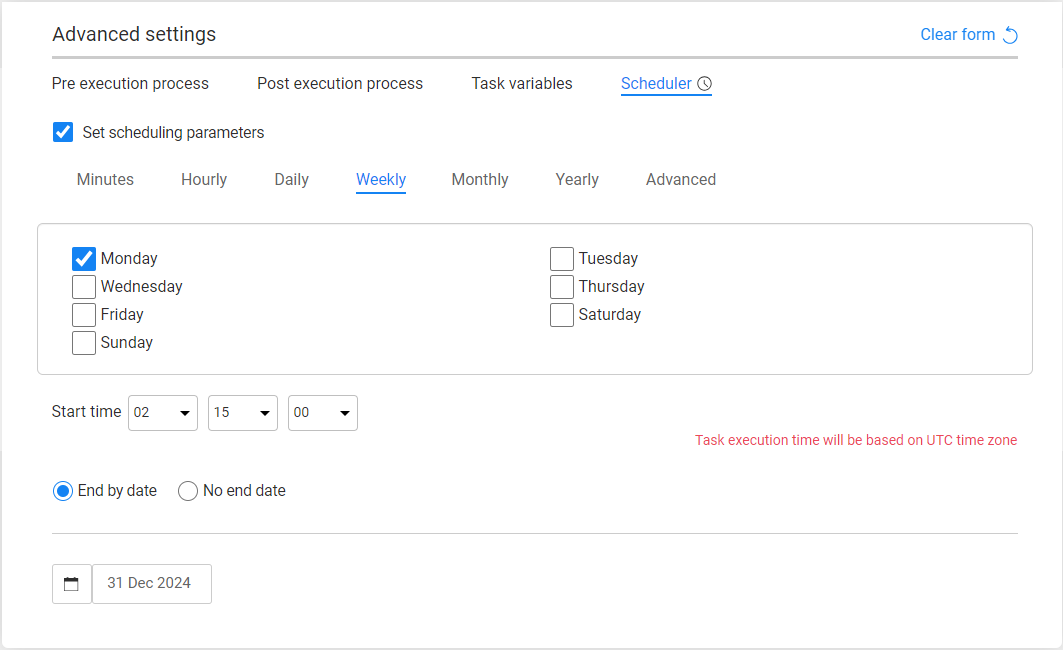 Advanced settings Clear form
Pre execution process Post execution process Task variables Scheduler
Set scheduling parameters
Minutes Hourly Daily Weekly Monthly Yearly Advanced
Monday Tuesday
Wednesday Thursday
Friday Saturday
Sunday
Start time 02 15 00
Task execution time will be based on UTC time zone
End by date No end date
31 Dec 2024